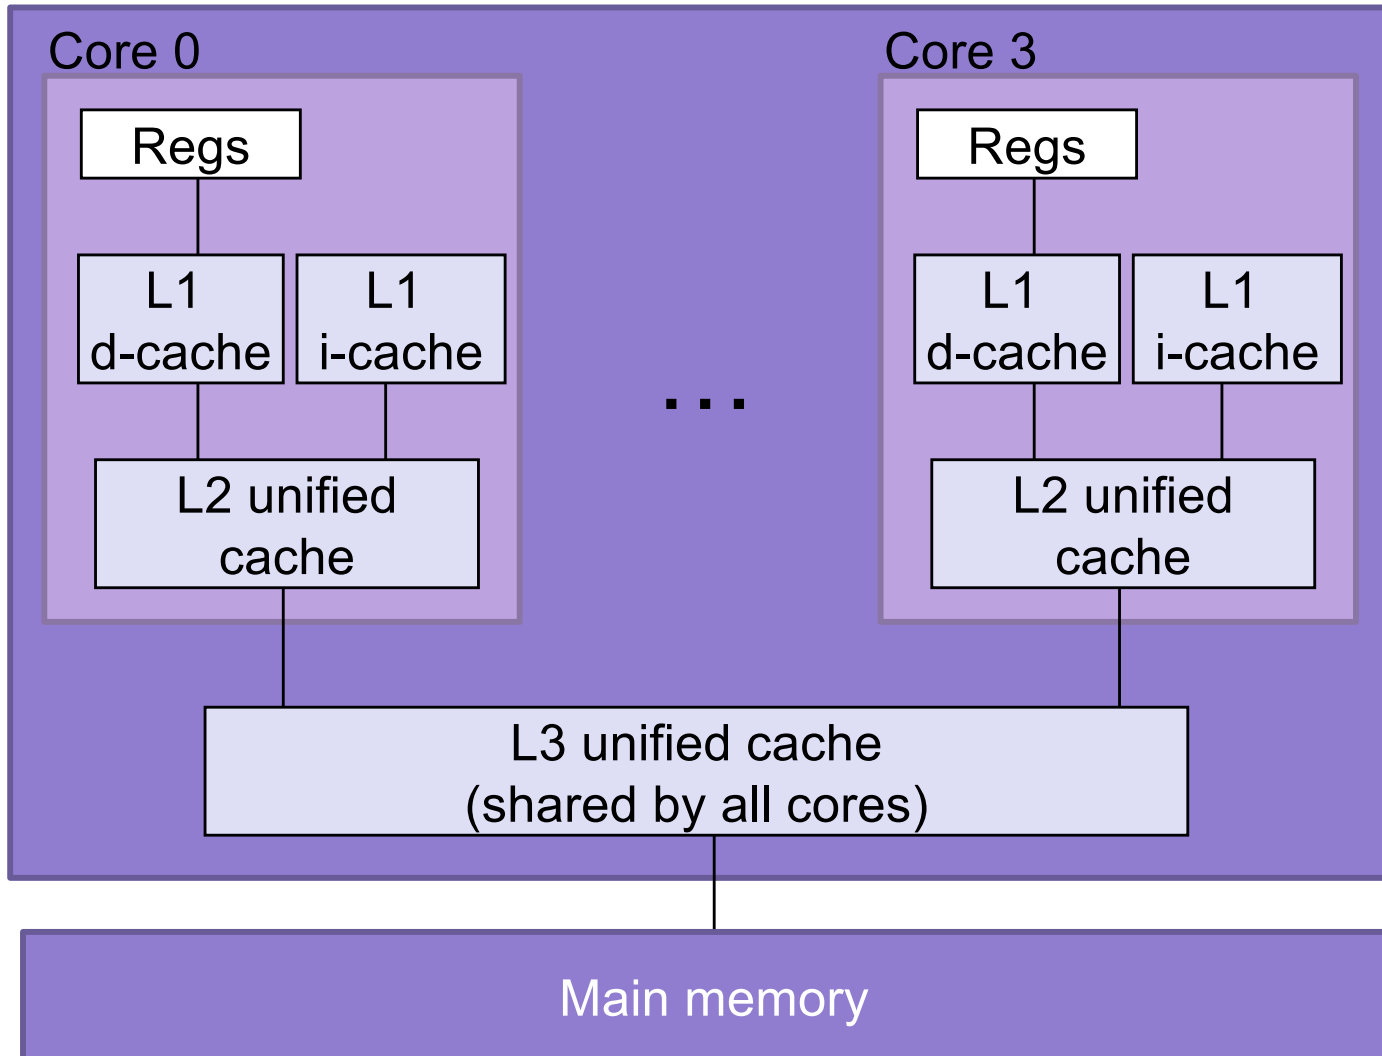 Core 0
Regs
L1
d-cache
L1
i-cache
L2 unified
cache
...
Core 3
Regs
L1
d-cache
L1
i-cache
L2 unified
cache
L3 unified cache
(shared by all cores)
Main memory